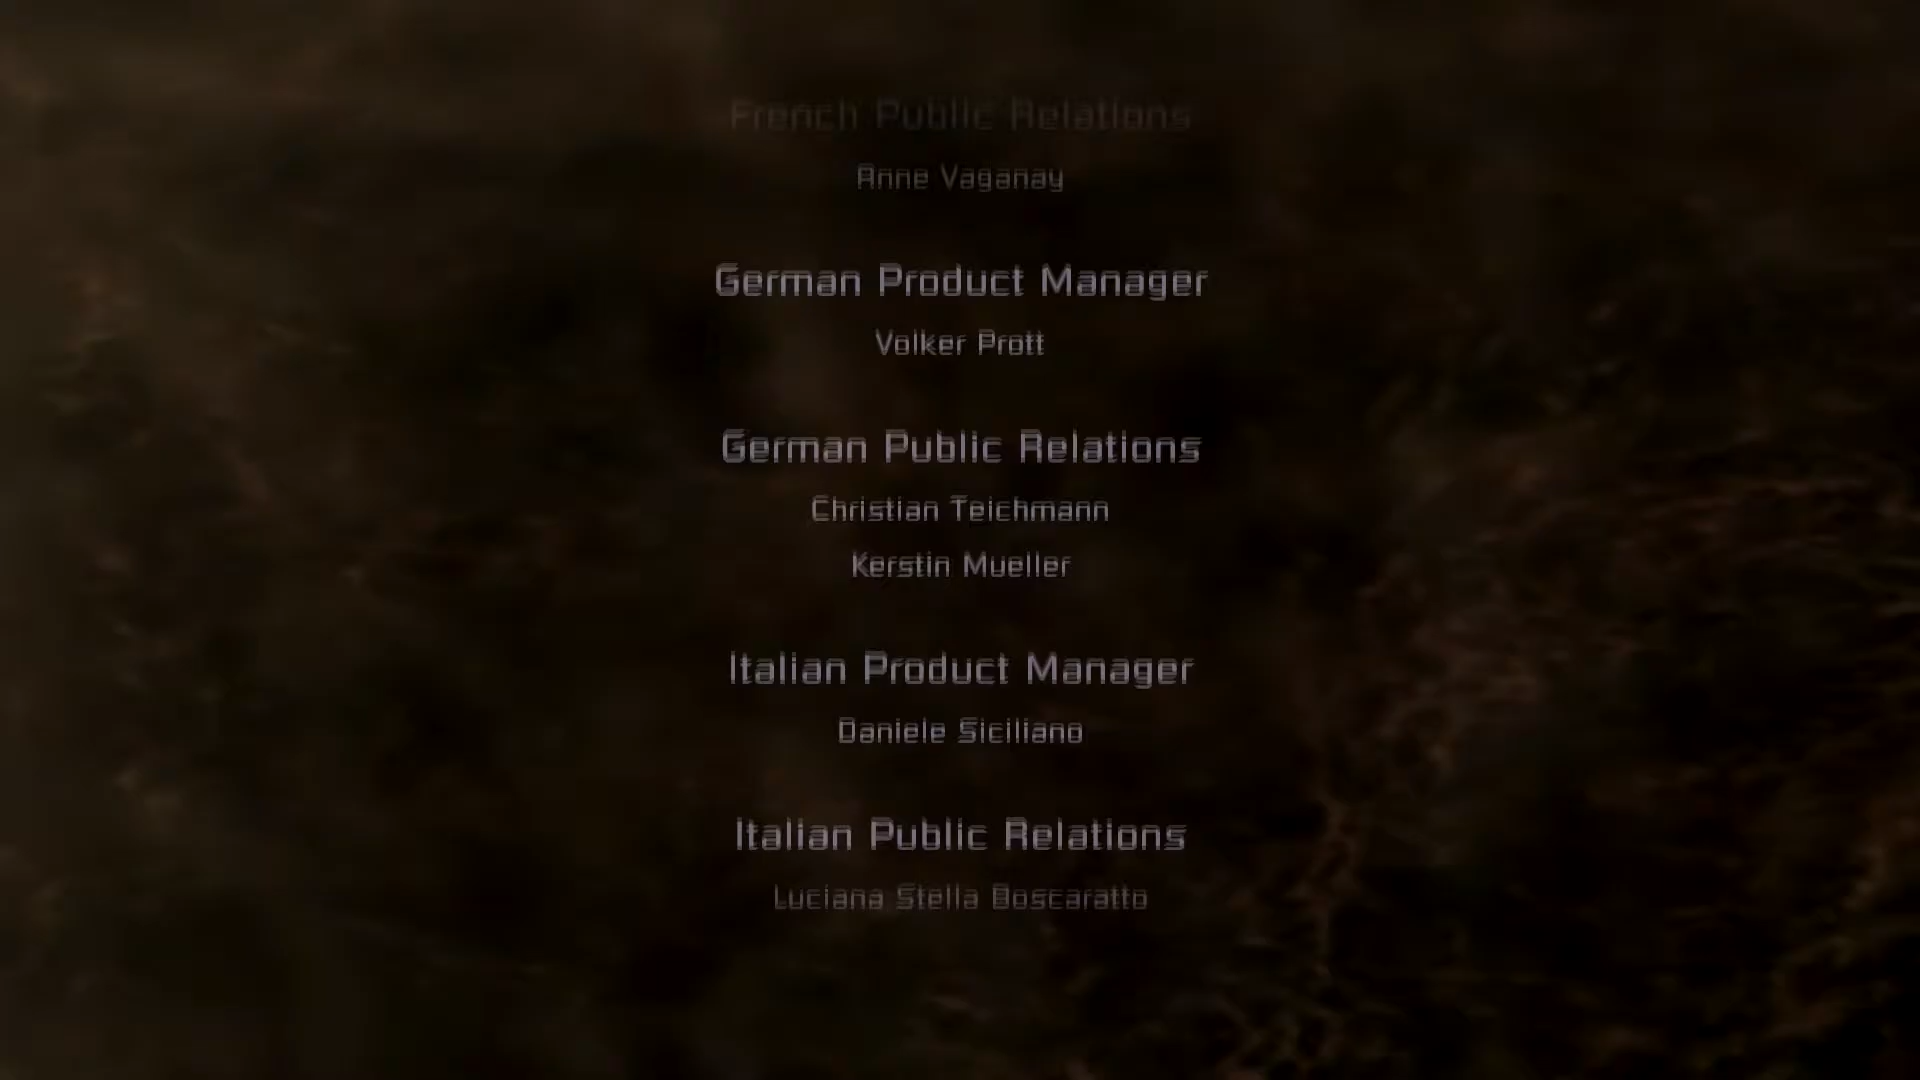 French Public Relations
Anne Vaganay
German Product Manager
Volker Prott
German Public Relations
Christian Teichmann
Kerstin Mueller
Italian Product Manager
Daniele Siciliano
Italian Public Relations
Luciana Stella Boscaratto